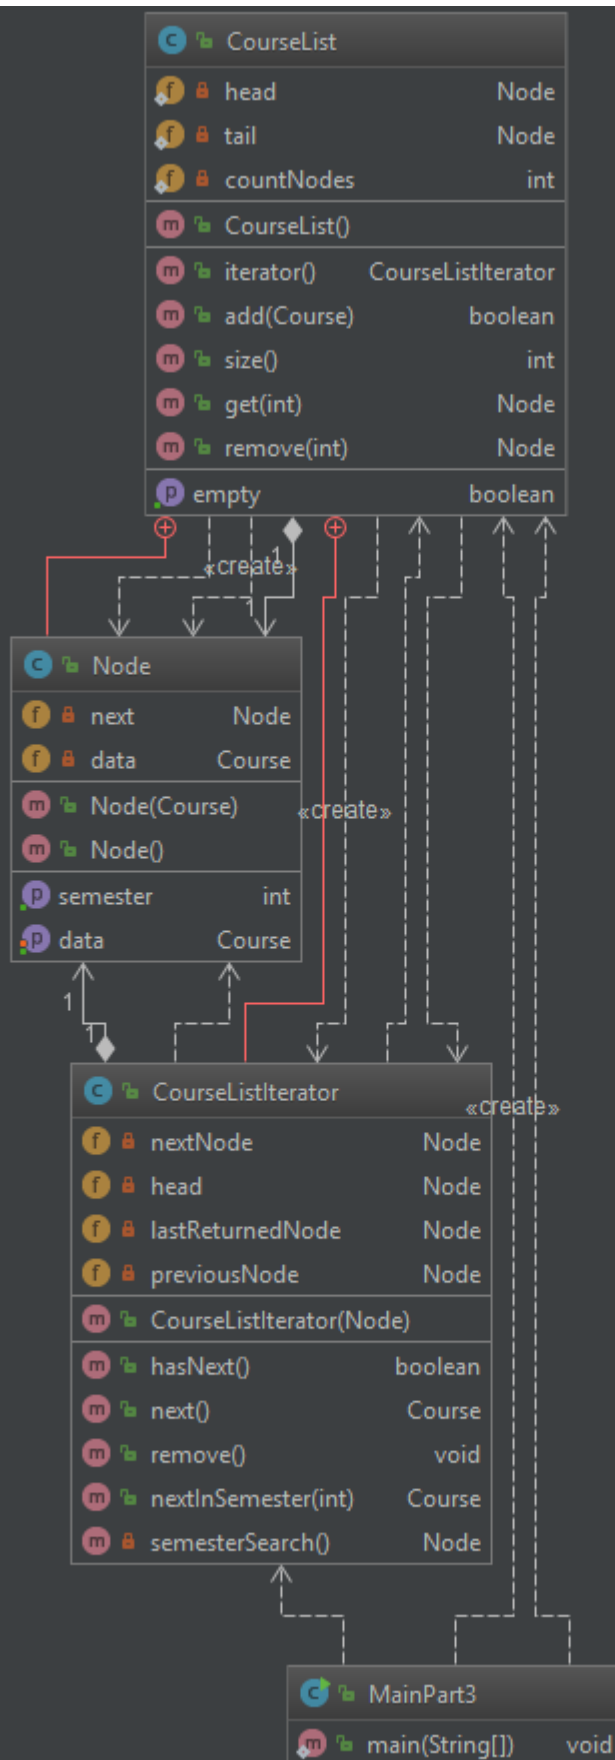 CourseList
head Node
tail Node
countNodes int
CourseList()
iterator() CourseListIterator
add(Course) boolean
size() int
get(int) Node
remove(int) Node
empty boolean
1
«create»
1
Node
next Node
data Course
Node(Course)
Node()
«create»
semester int
data Course
1
1
CourseListIterator
«create»
nextNode Node
head Node
lastReturnedNode Node
previousNode Node
CourseListIterator(Node)
hasNext() boolean
next() Course
remove() void
nextInSemester(int) Course
semesterSearch() Node
MainPart3
main(String[]) void